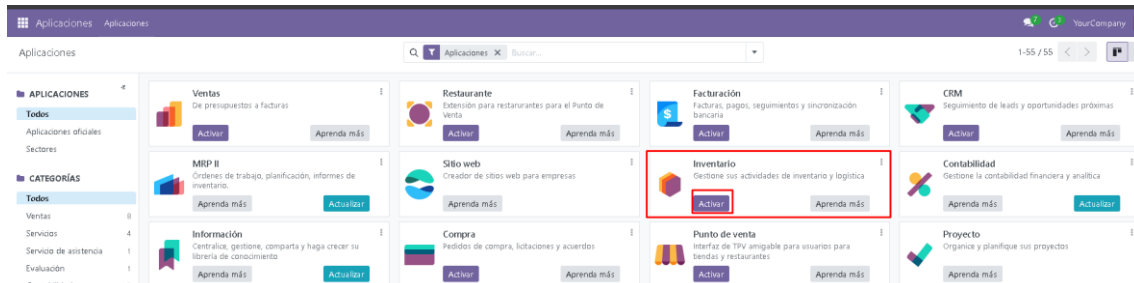 Aplicaciones Aplicaciones
7 3 YourCompany
Aplicaciones
Aplicaciones Buscar...
1-55 / 55
APLICACIONES
Todos
Aplicaciones oficiales
Sectores
CATEGORÍAS
Todos
Ventas 8
Servicios 4
Servicio de asistencia 1
Evaluación 1
Ventas
De presupuestos a facturas
Activar Aprenda más
Restaurante
Extensión para restaurantes para el Punto de
Venta
Activar Aprenda más
Facturación
Facturas, pagos, seguimientos y sincronización
bancaria
Activar Aprenda más
CRM
Seguimiento de leads y oportunidades próximas
Activar Aprenda más
MRP II
Órdenes de trabajo, planificación, informes de
inventario.
Aprenda más Actualizar
Sitio web
Creador de sitios web para empresas
Aprenda más
Inventario
Gestione sus actividades de inventario y logística
Activar Aprenda más
Contabilidad
Gestione la contabilidad financiera y analítica
Aprenda más Actualizar
Información
Centralice, gestione, comparta y haga crecer su
librería de conocimiento
Aprenda más Actualizar
Compra
Pedidos de compra, licitaciones y acuerdos
Activar Aprenda más
Punto de venta
Interfaz de TPV amigable para usuarios para
tiendas y restaurantes
Activar Aprenda más
Proyecto
Organice y planifique sus proyectos
Aprenda más